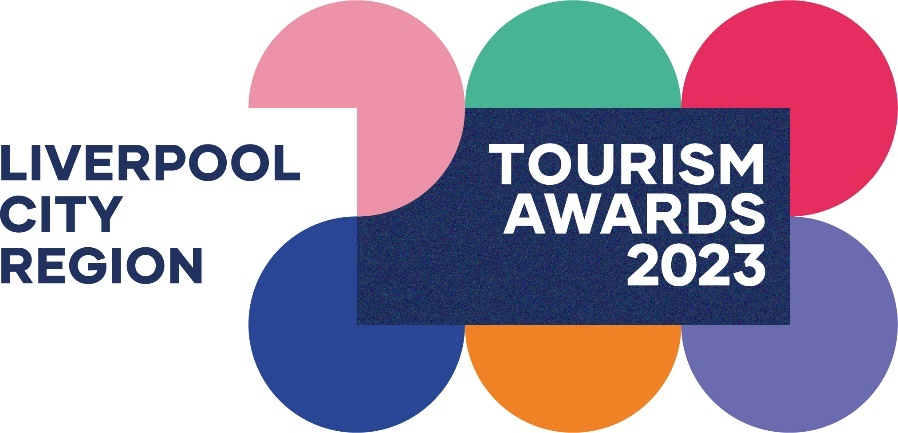 LIVERPOOL
CITY
REGION
TOURISM
AWARDS
2023